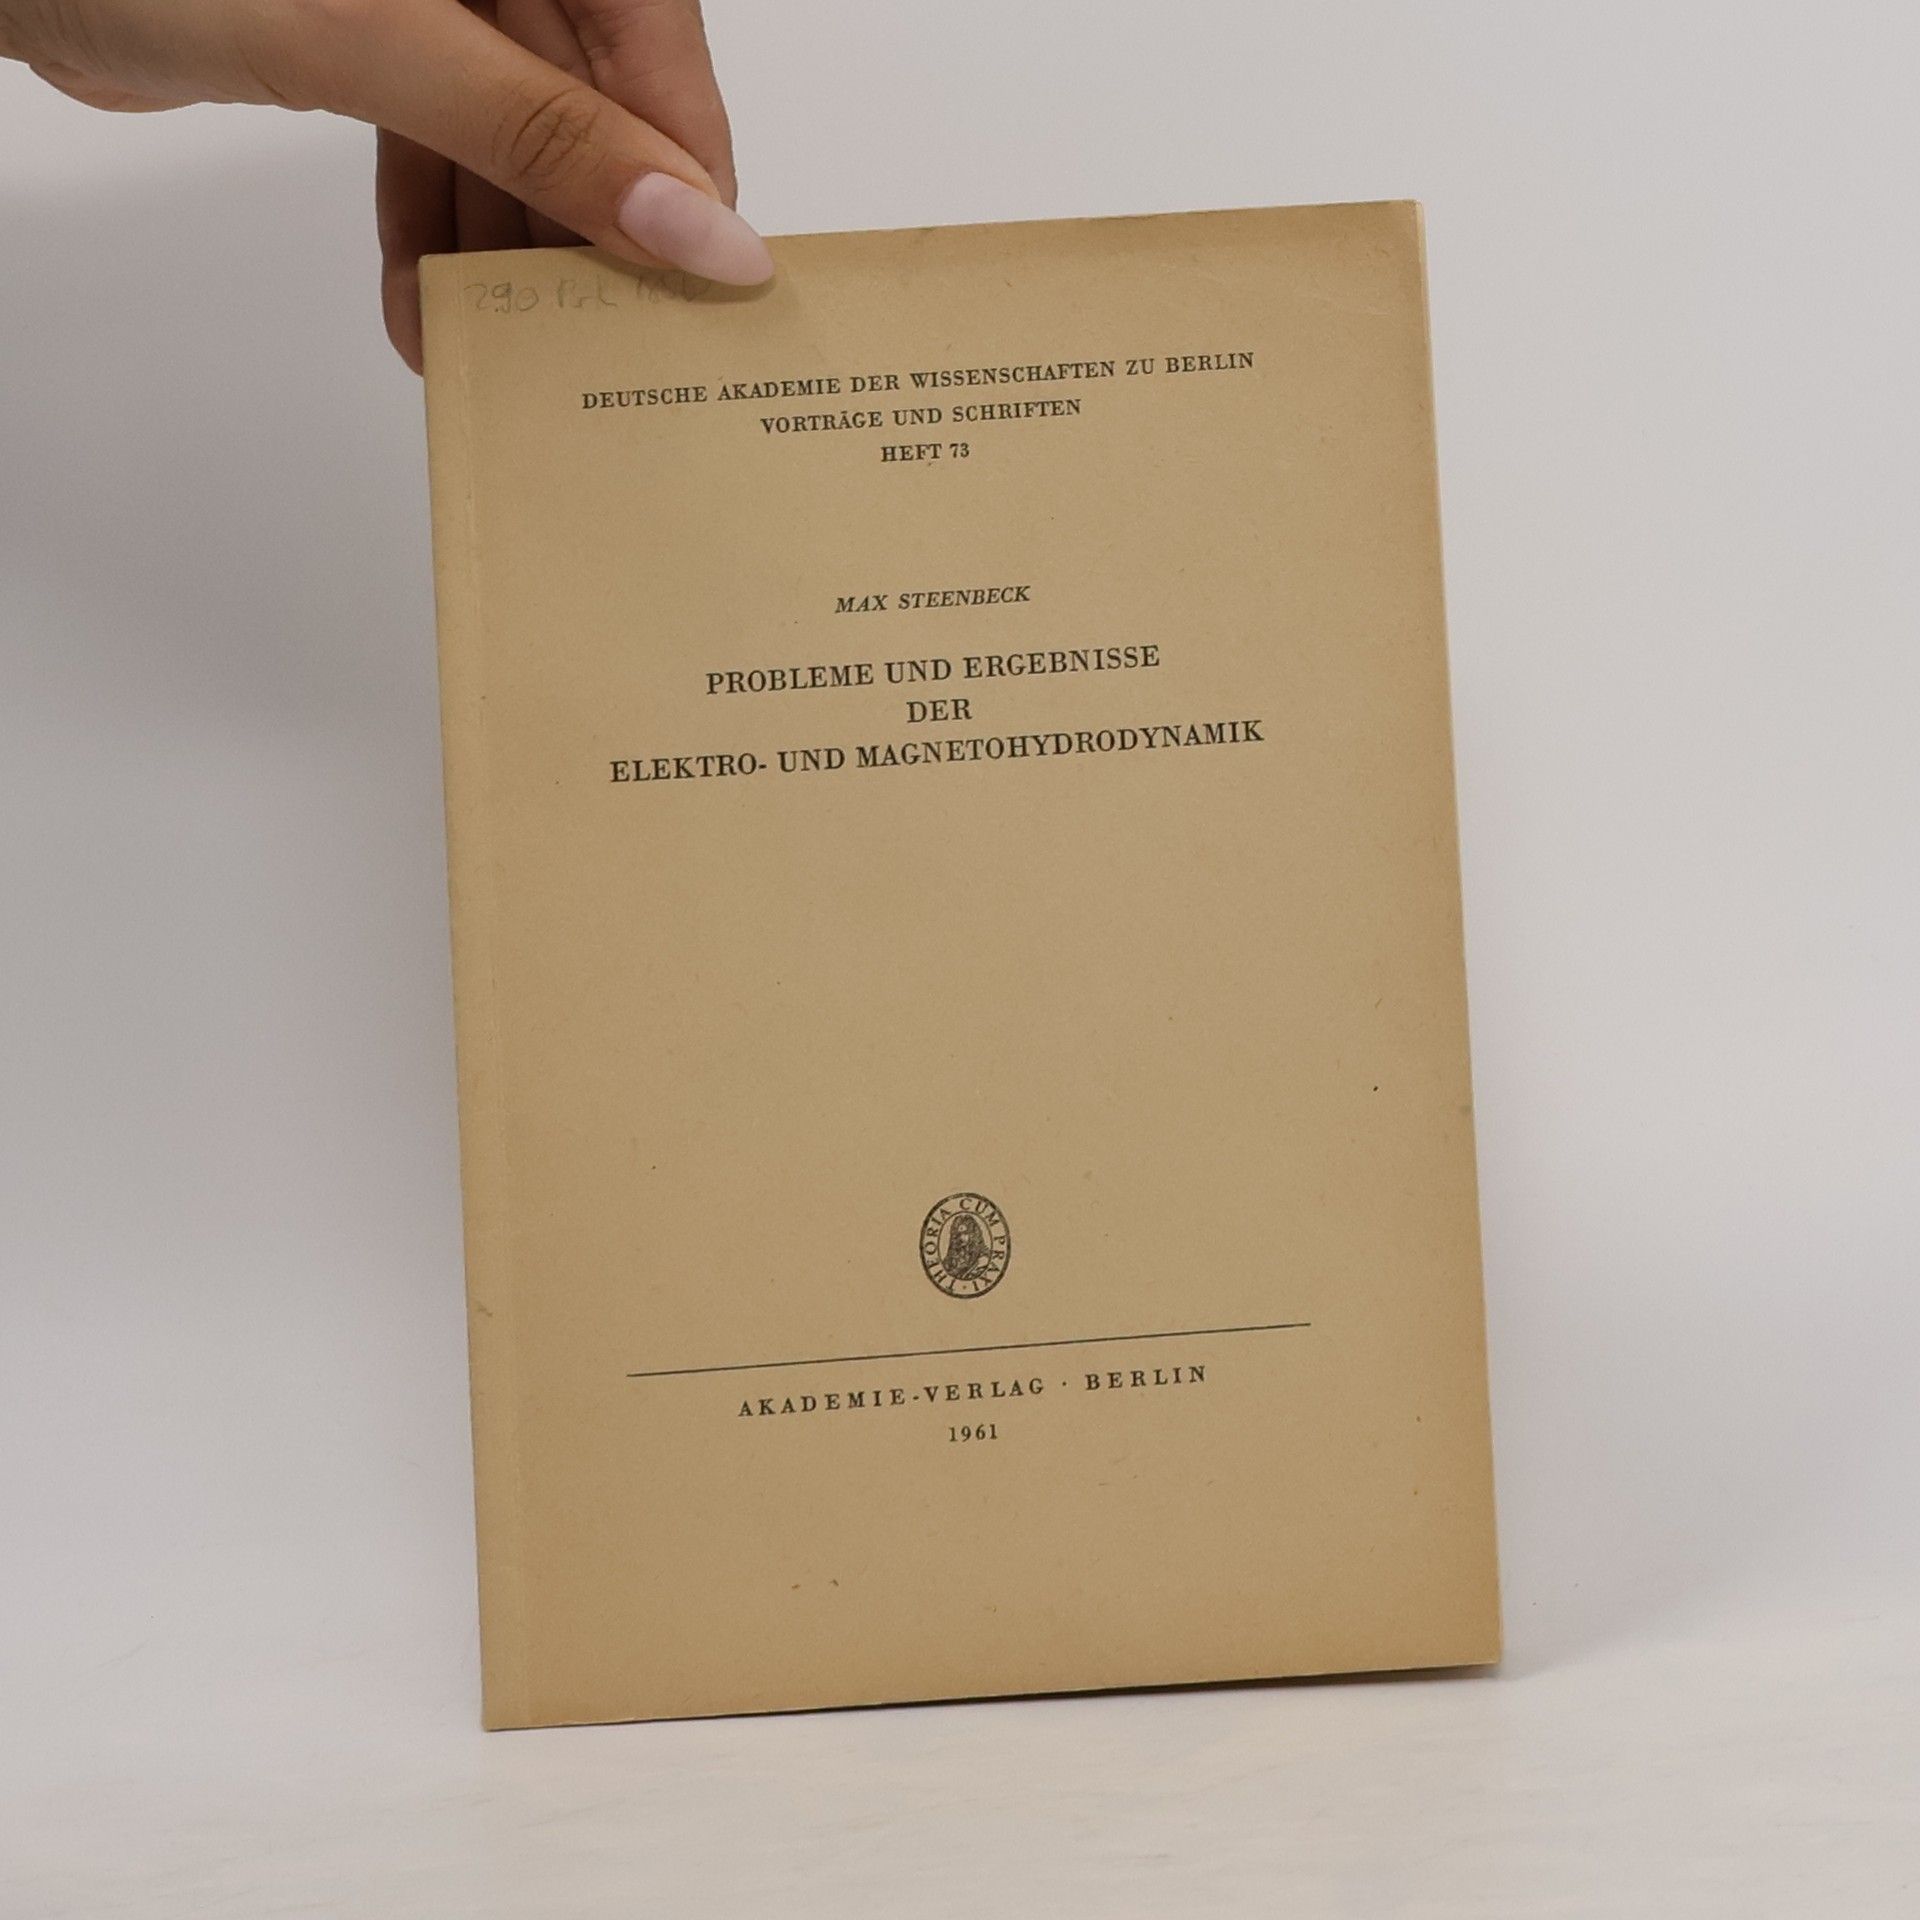 290
DEUTSCHE AKADEMIE DER WISSENSCHAFTEN ZU BERLIN
VORTRÄGE UND SCHRIFTEN
HEFT 73
MAX STEENBECK
PROBLEME UND ERGEBNISSE
DER
ELEKTRO- UND MAGNETOHYDRODYNAMIK
THEORIA CUM PRAXI
AKADEMIE-VERLAG · BERLIN
1961